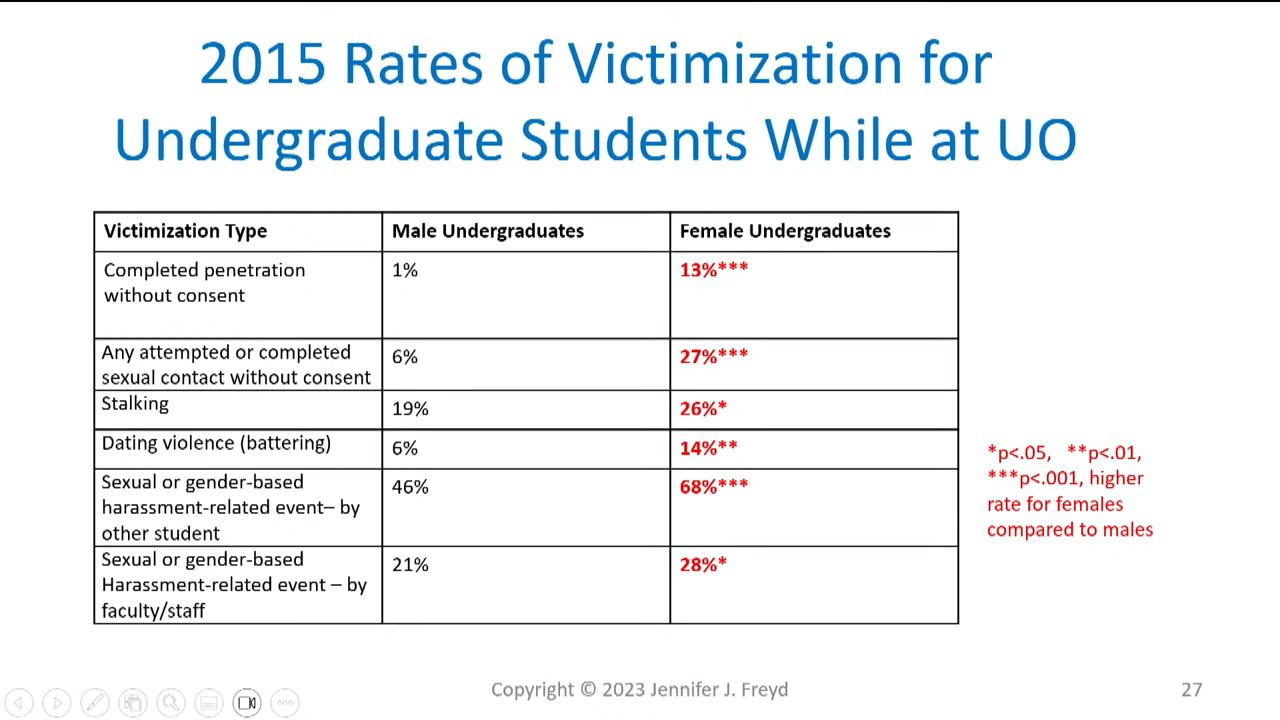 2015 Rates of Victimization for
Undergraduate Students While at UO
Victimization Type
Male Undergraduates
Female Undergraduates
Completed penetration
without consent
1%
13%***
Any attempted or completed
sexual contact without consent
6%
27%***
Stalking
19%
26%*
Dating violence (battering)
6%
14%**
Sexual or gender-based
harassment-related event– by
other student
46%
68%***
Sexual or gender-based
Harassment-related event – by
faculty/staff
21%
28%*
*p<.05, **p<.01,
***p<.001, higher
rate for females
compared to males
Copyright © 2023 Jennifer J. Freyd
27